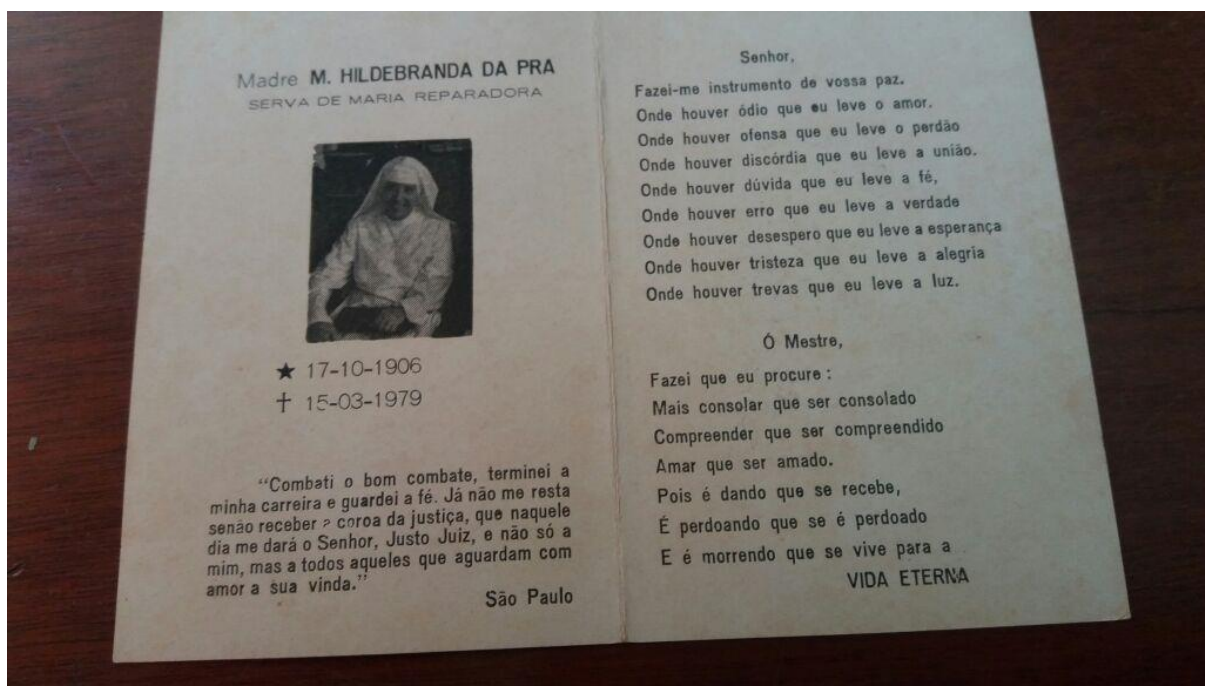 Madre M. HILDEBRANDA DA PRA
SERVA DE MARIA REPARADORA
★ 17-10-1906
† 15-03-1979
“Combati o bom combate, terminei a
minha carreira e guardei a fé. Já não me resta
senão receber a coroa da justiça, que naquele
dia me dará o Senhor, Justo Juiz, e não só a
mim, mas a todos aqueles que aguardam com
amor a sua vinda.”
São Paulo
Senhor,
Fazei-me instrumento de vossa paz.
Onde houver ódio que eu leve o amor.
Onde houver ofensa que eu leve o perdão
Onde houver discórdia que eu leve a união.
Onde houver dúvida que eu leve a fé,
Onde houver erro que eu leve a verdade
Onde houver desespero que eu leve a esperança
Onde houver tristeza que eu leve a alegria
Onde houver trevas que eu leve a luz.
Ó Mestre,
Fazei que eu procure :
Mais consolar que ser consolado
Compreender que ser compreendido
Amar que ser amado.
Pois é dando que se recebe,
É perdoando que se é perdoado
E é morrendo que se vive para a
VIDA ETERNA